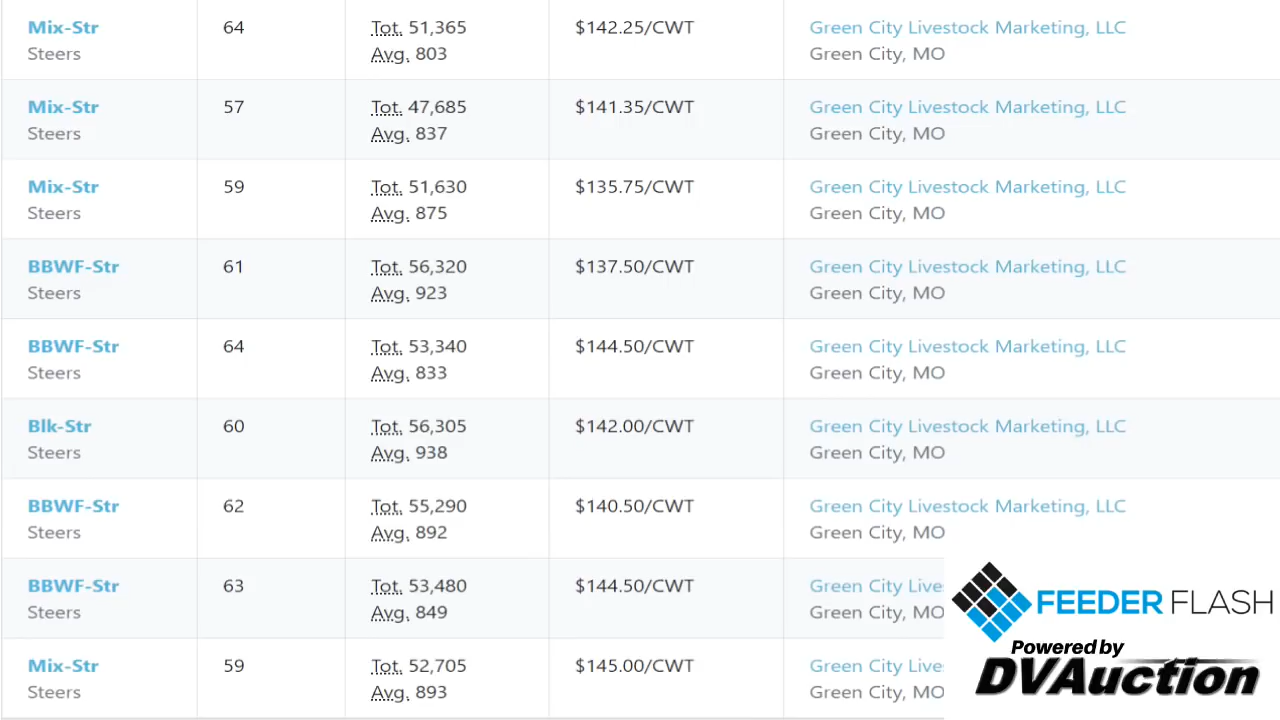 Mix-Str 64 Tot. 51,365 $142.25/CWT Green City Livestock Marketing, LLC
Steers Avg. 803 Green City, MO
Mix-Str 57 Tot. 47,685 $141.35/CWT Green City Livestock Marketing, LLC
Steers Avg. 837 Green City, MO
Mix-Str 59 Tot. 51,630 $135.75/CWT Green City Livestock Marketing, LLC
Steers Avg. 875 Green City, MO
BBWF-Str 61 Tot. 56,320 $137.50/CWT Green City Livestock Marketing, LLC
Steers Avg. 923 Green City, MO
BBWF-Str 64 Tot. 53,340 $144.50/CWT Green City Livestock Marketing, LLC
Steers Avg. 833 Green City, MO
Blk-Str 60 Tot. 56,305 $142.00/CWT Green City Livestock Marketing, LLC
Steers Avg. 938 Green City, MO
BBWF-Str 62 Tot. 55,290 $140.50/CWT Green City Livestock Marketing, LLC
Steers Avg. 892 Green City, MO
BBWF-Str 63 Tot. 53,480 $144.50/CWT Green City Live
Steers Avg. 849 Green City, MO
Mix-Str 59 Tot. 52,705 $145.00/CWT Green City Live
Steers Avg. 893 Green City, MO
FEEDER FLASH
Powered by
DVAuction